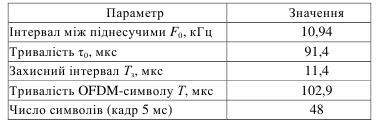 Параметр Значення
Інтервал між піднесучими F₀, кГц 10,94
Тривалість τ₀, мкс 91,4
Захисний інтервал Tз, мкс 11,4
Тривалість OFDM-символу T, мкс 102,9
Число символів (кадр 5 мс) 48